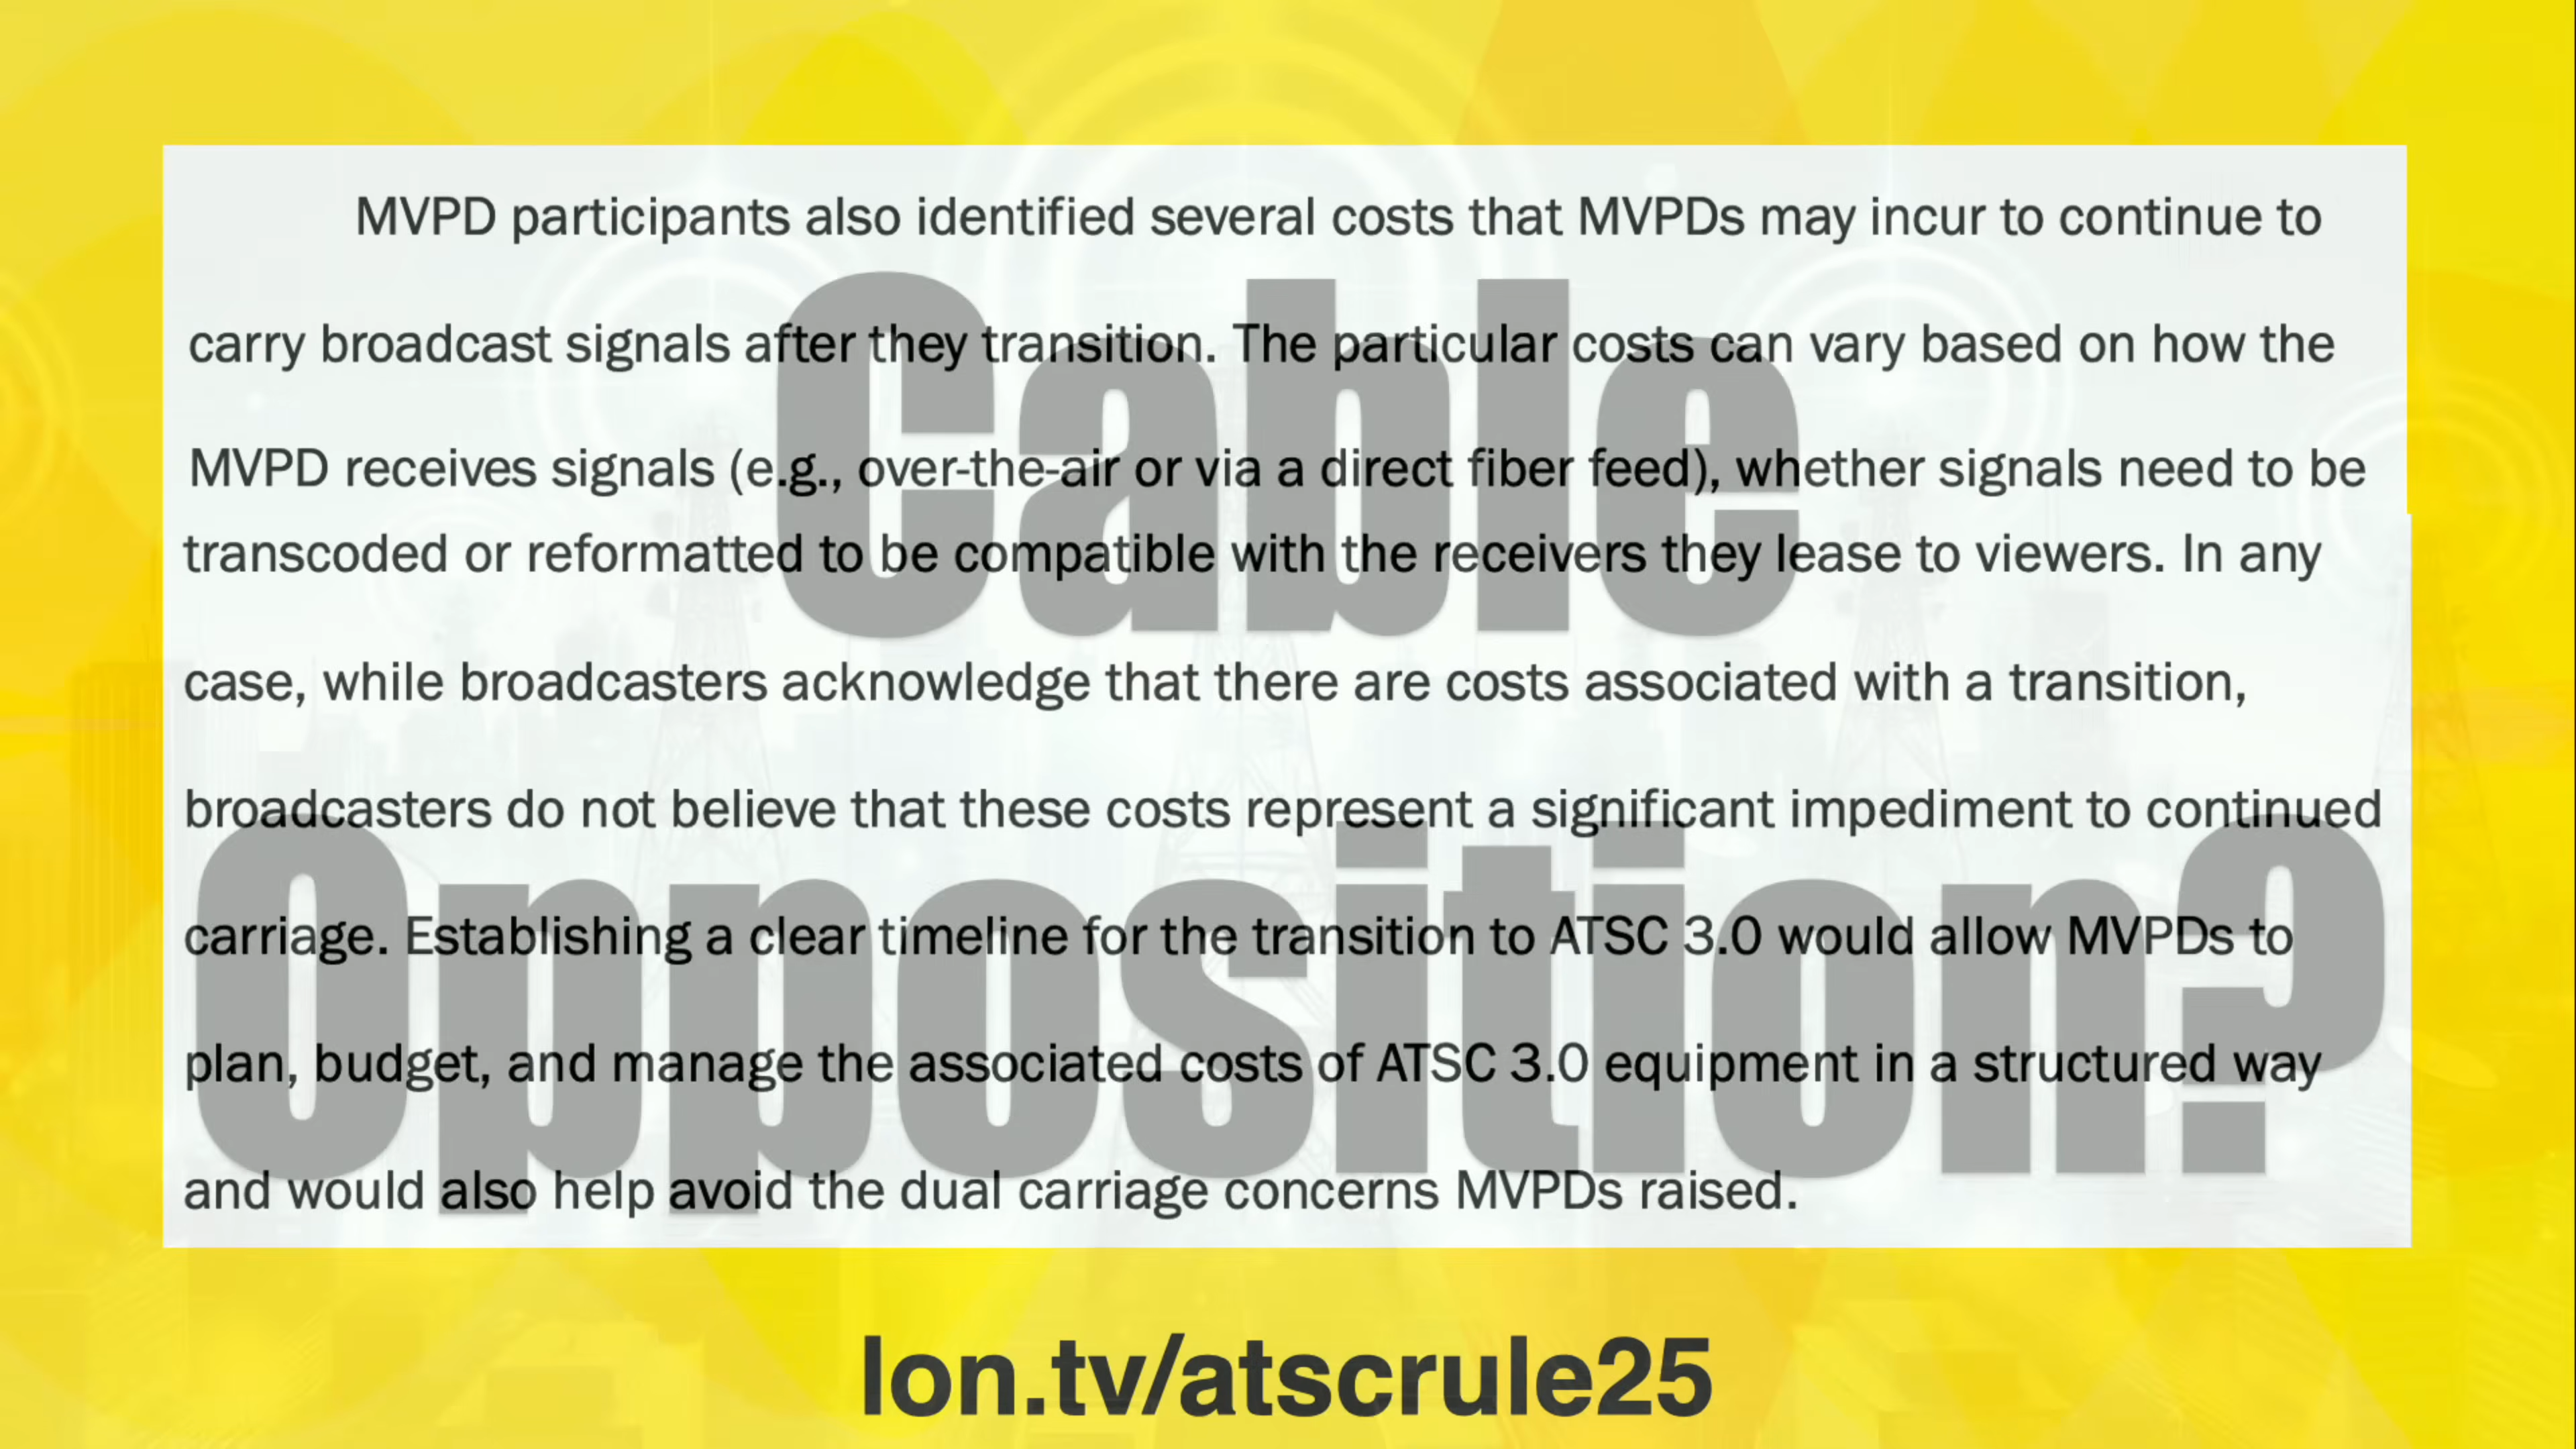 MVPD participants also identified several costs that MVPDs may incur to continue to
carry broadcast signals after they transition. The particular costs can vary based on how the
MVPD receives signals (e.g., over-the-air or via a direct fiber feed), whether signals need to be
transcoded or reformatted to be compatible with the receivers they lease to viewers. In any
case, while broadcasters acknowledge that there are costs associated with a transition,
broadcasters do not believe that these costs represent a significant impediment to continued
carriage. Establishing a clear timeline for the transition to ATSC 3.0 would allow MVPDs to
plan, budget, and manage the associated costs of ATSC 3.0 equipment in a structured way
and would also help avoid the dual carriage concerns MVPDs raised.
Cable
Opposition?
lon.tv/atscrule25